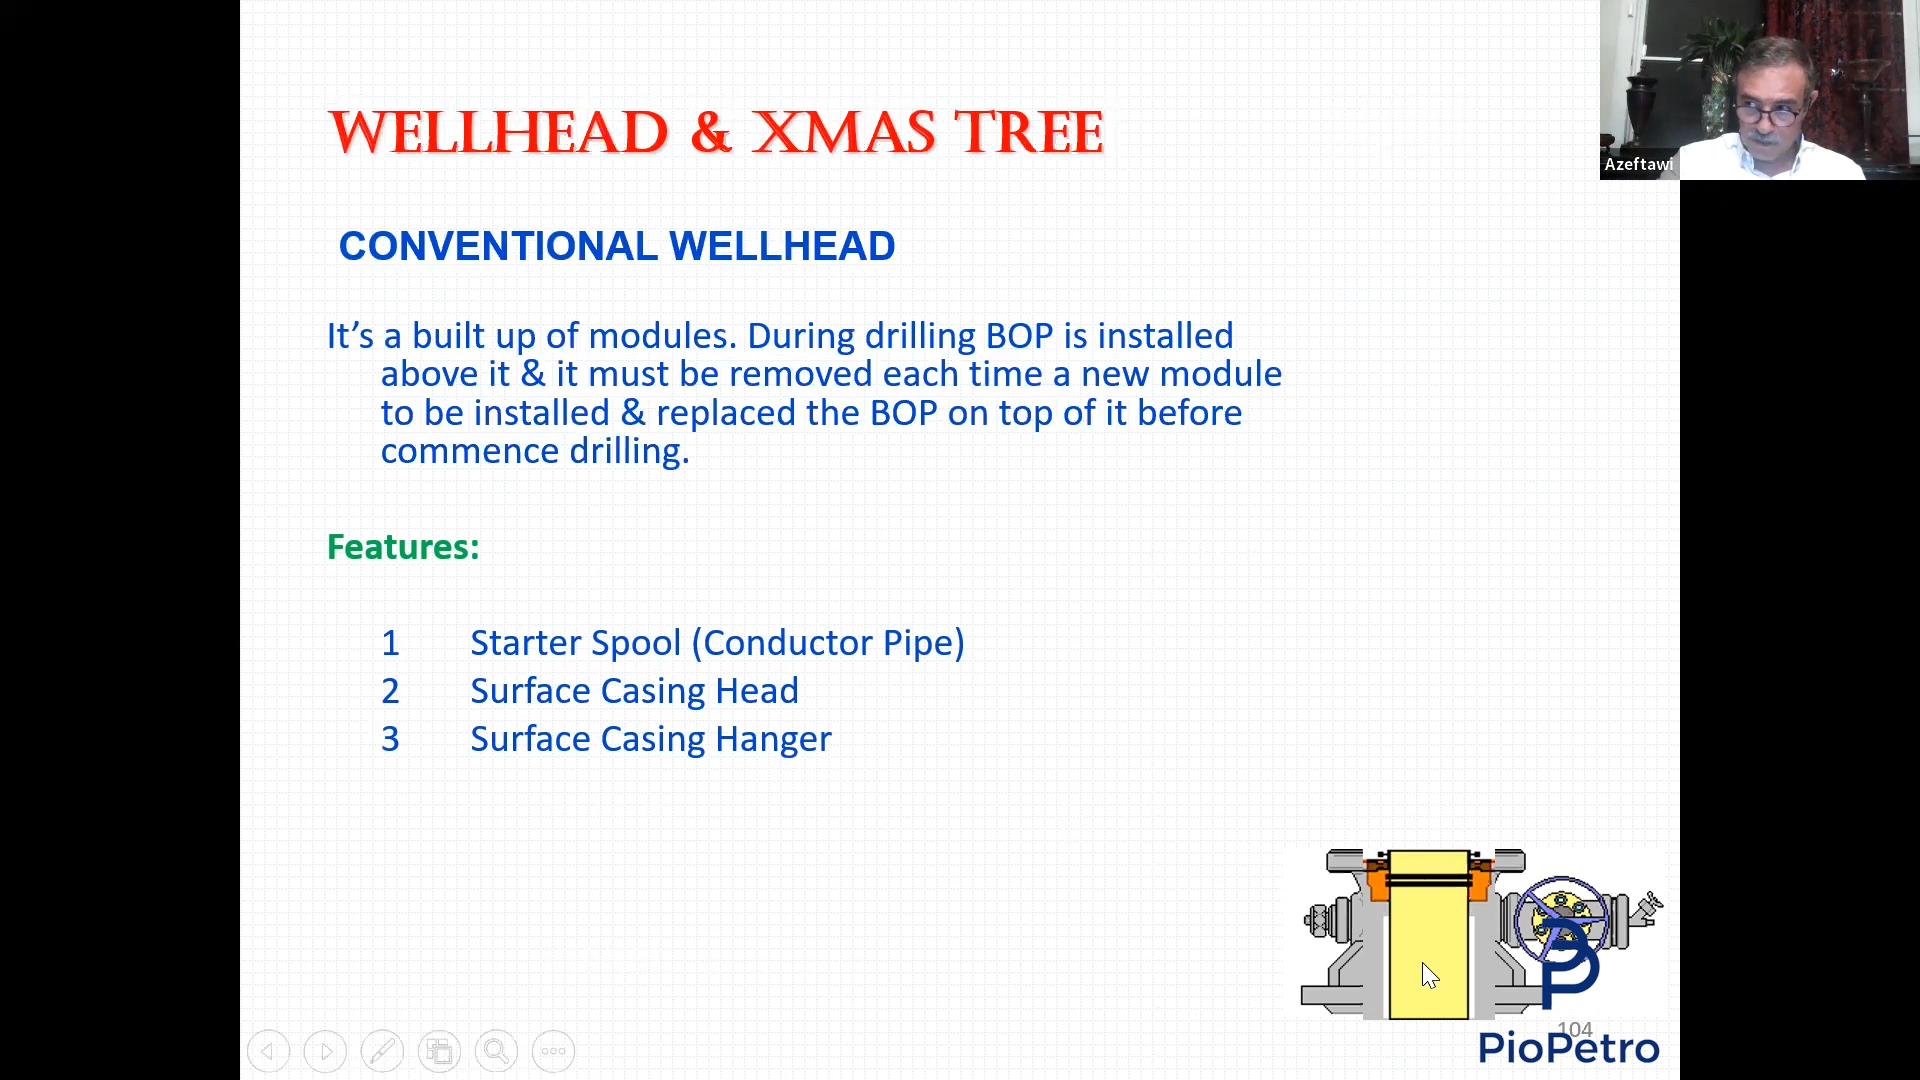 WELLHEAD & XMAS TREE
Azeftawi
CONVENTIONAL WELLHEAD
It’s a built up of modules. During drilling BOP is installed
above it & it must be removed each time a new module
to be installed & replaced the BOP on top of it before
commence drilling.
Features:
1 Starter Spool (Conductor Pipe)
2 Surface Casing Head
3 Surface Casing Hanger
104
PioPetro